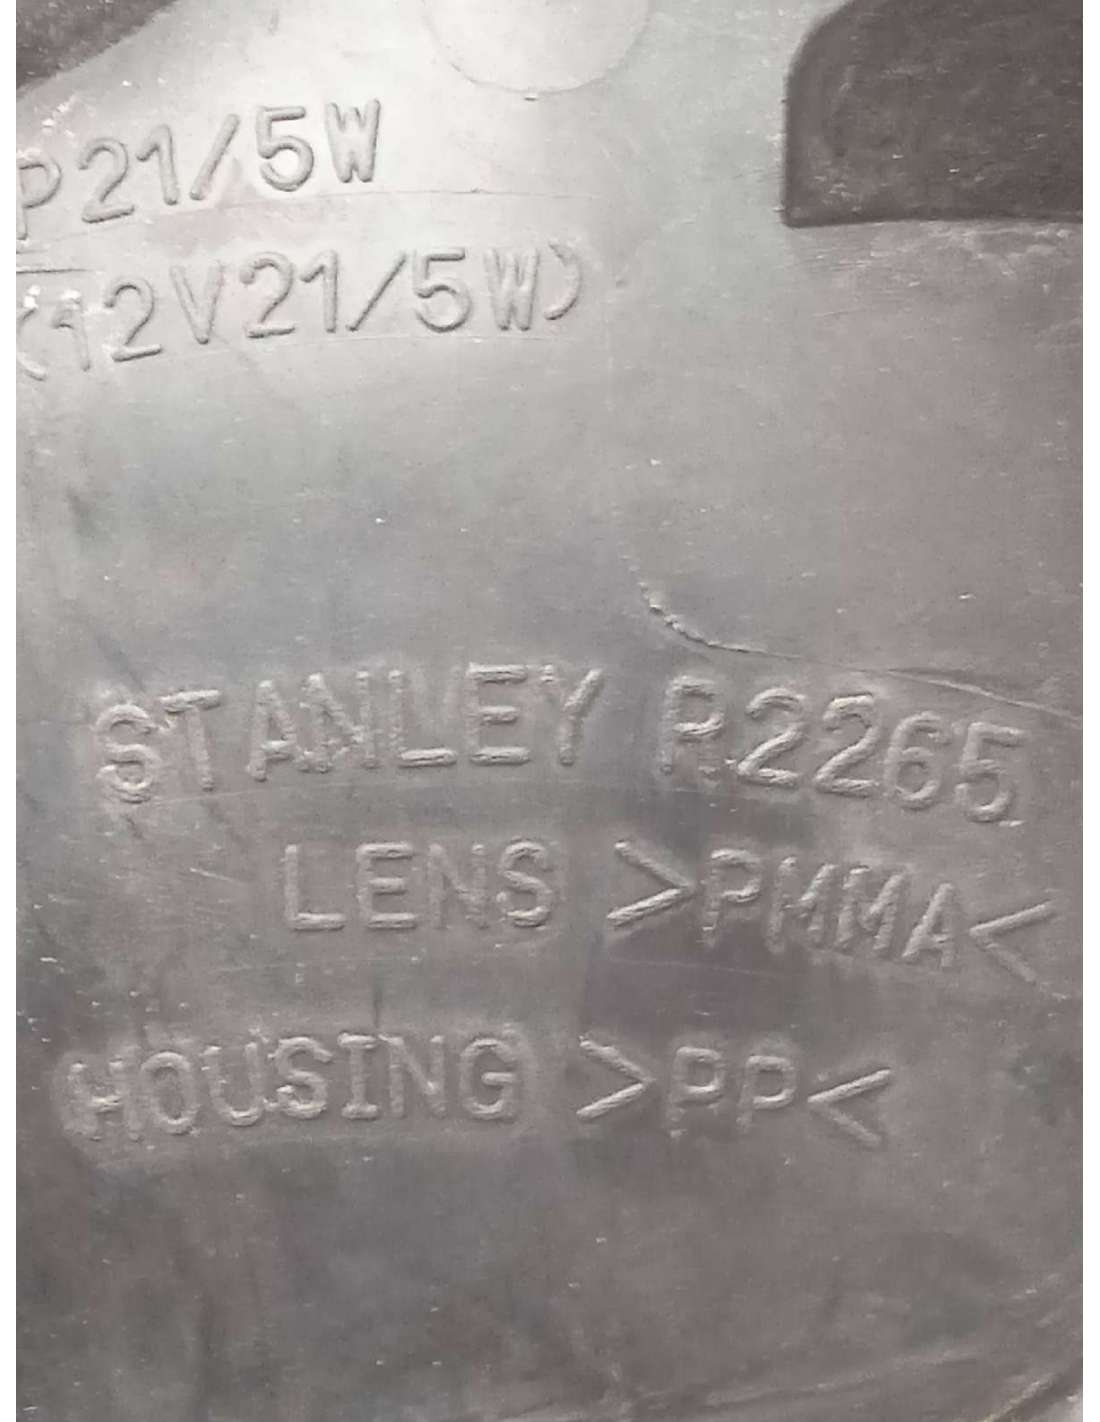 P21/5W
(12V21/5W)
STANLEY R2265
LENS >PMMA<
HOUSING >PP<